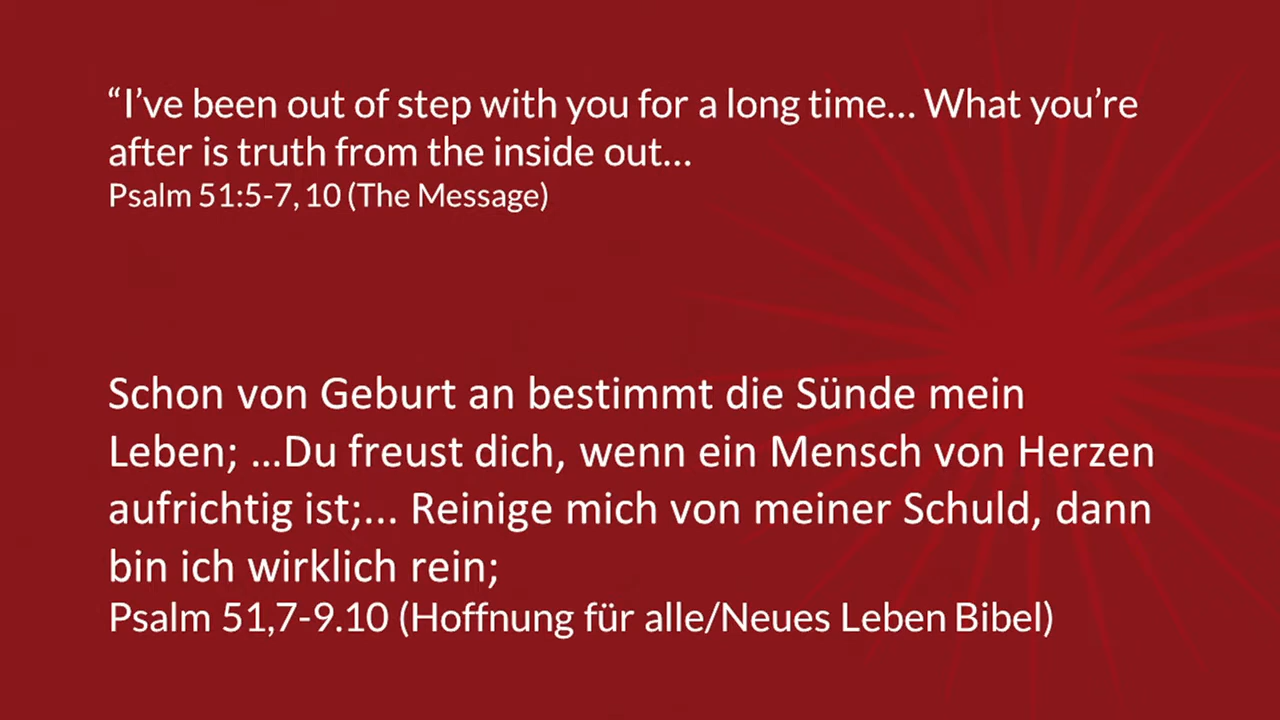 “I’ve been out of step with you for a long time... What you’re
after is truth from the inside out...
Psalm 51:5-7, 10 (The Message)
Schon von Geburt an bestimmt die Sünde mein
Leben; ...Du freust dich, wenn ein Mensch von Herzen
aufrichtig ist;... Reinige mich von meiner Schuld, dann
bin ich wirklich rein;
Psalm 51,7-9.10 (Hoffnung für alle/Neues Leben Bibel)